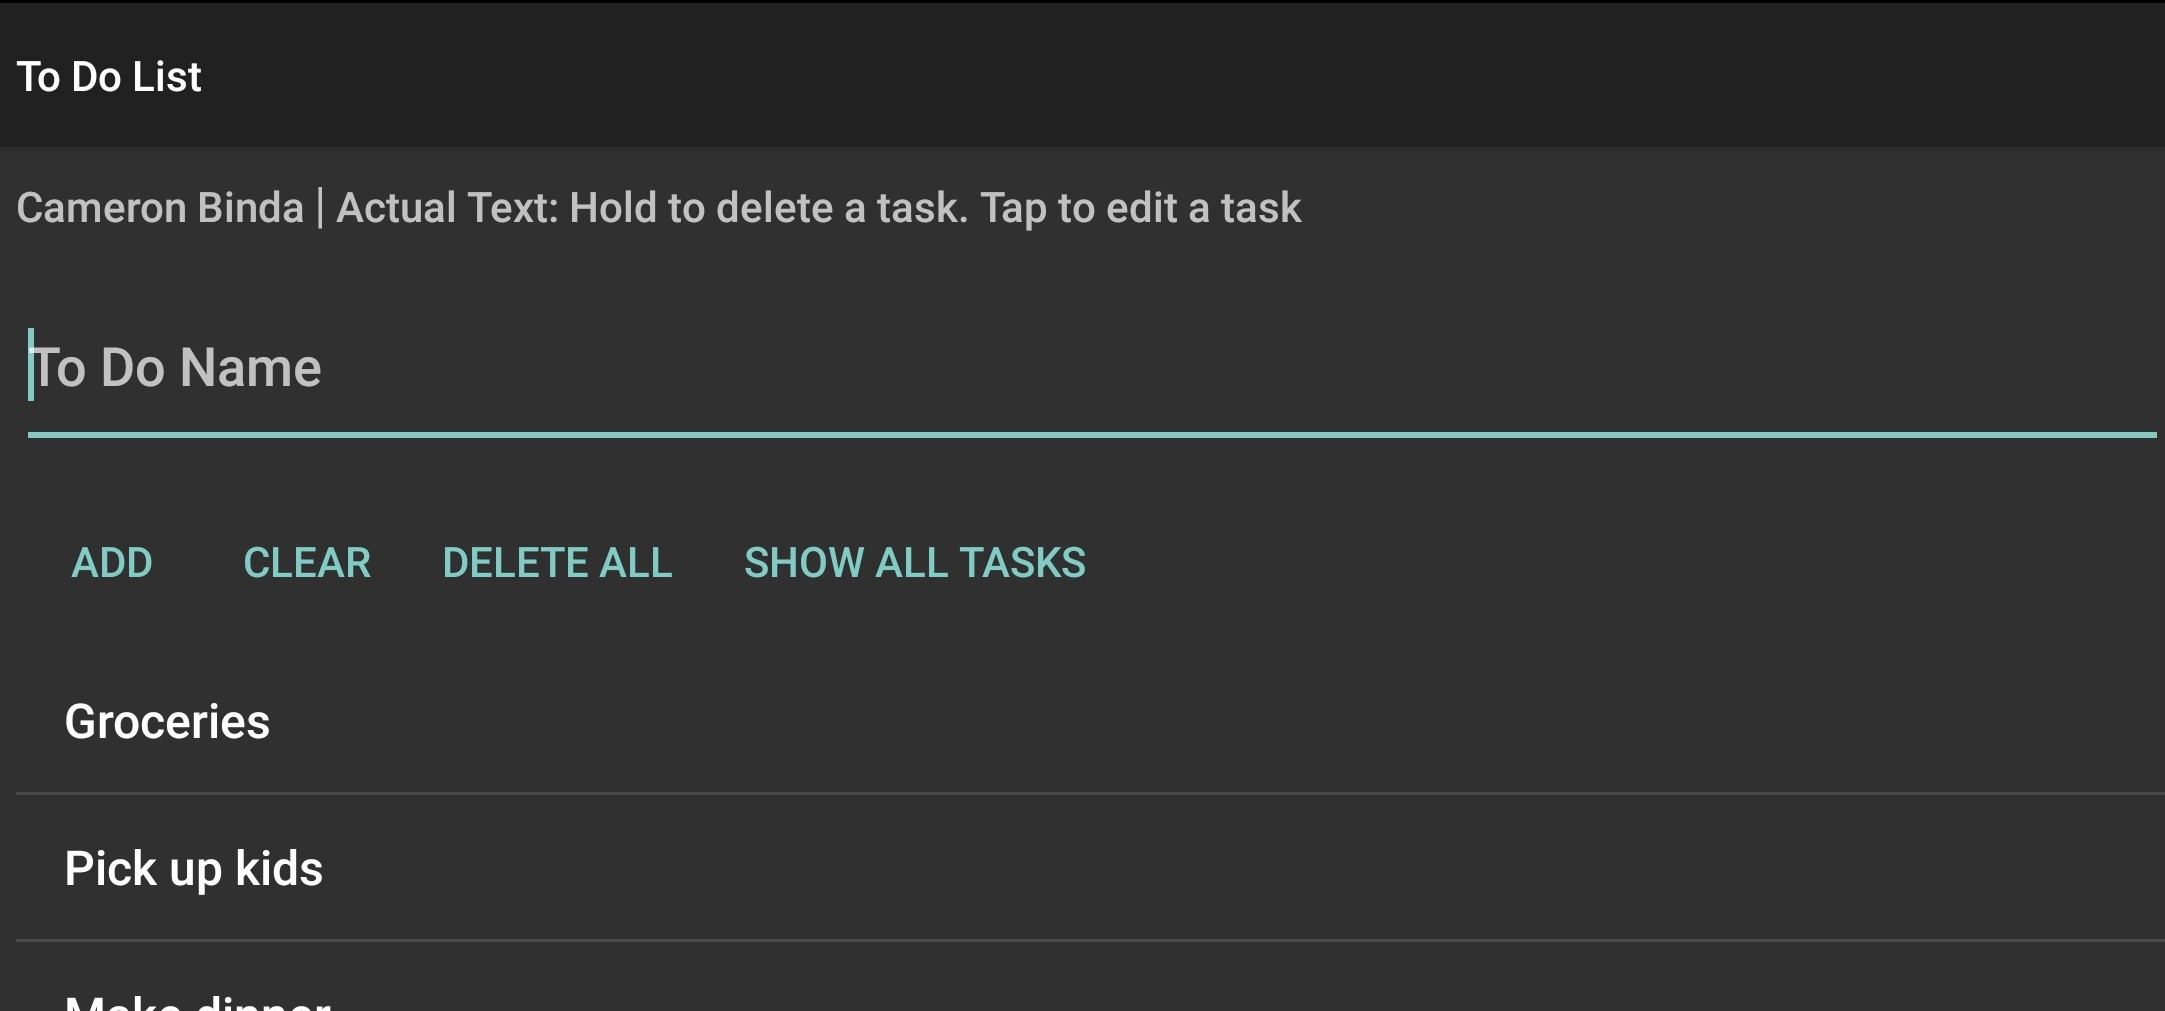 To Do List
Cameron Binda | Actual Text: Hold to delete a task. Tap to edit a task
To Do Name
ADD CLEAR DELETE ALL SHOW ALL TASKS
Groceries
Pick up kids
Make dinner